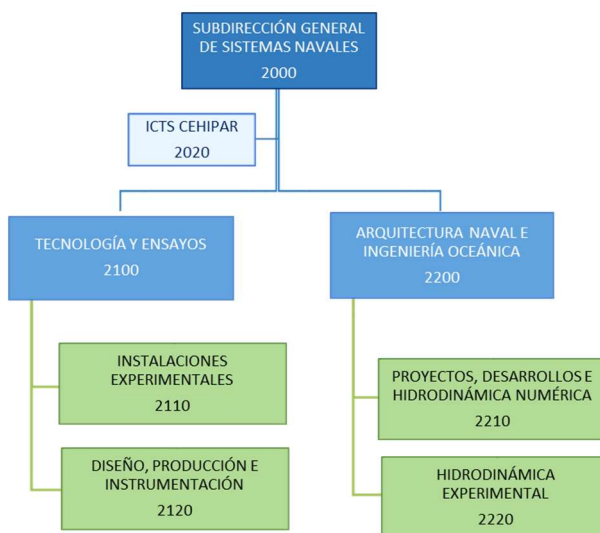 SUBDIRECCIÓN GENERAL
DE SISTEMAS NAVALES
2000
ICTS CEHIPAR
2020
TECNOLOGÍA Y ENSAYOS
2100
ARQUITECTURA NAVAL E
INGENIERÍA OCEÁNICA
2200
INSTALACIONES
EXPERIMENTALES
2110
DISEÑO, PRODUCCIÓN E
INSTRUMENTACIÓN
2120
PROYECTOS, DESARROLLOS E
HIDRODINÁMICA NUMÉRICA
2210
HIDRODINÁMICA
EXPERIMENTAL
2220